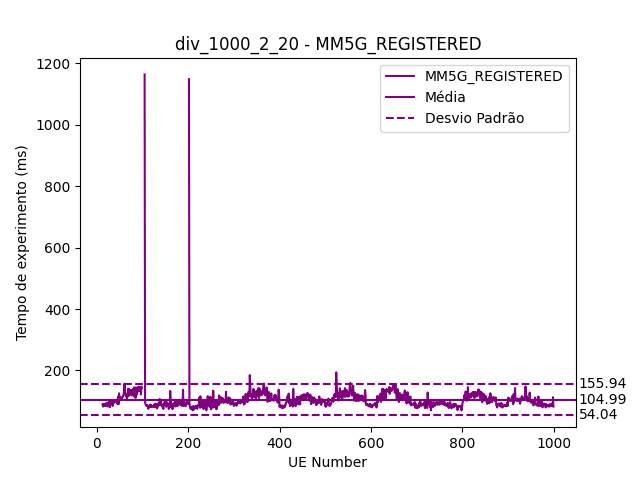 div_1000_2_20 - MM5G_REGISTERED
MM5G_REGISTERED
Média
Desvio Padrão
Tempo de experimento (ms)
1200
1000
800
600
400
200
155.94
104.99
54.04
0
200
400
600
800
1000
UE Number